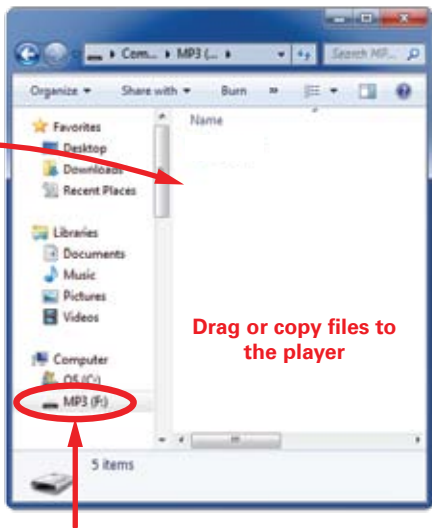 Com... MP3 (... Search MP...
Organize Share with Burn »
Favorites
Desktop
Downloads
Recent Places
Libraries
Documents
Music
Pictures
Videos
Computer
OS (C:)
MP3 (F:)
Name
Drag or copy files to
the player
5 items